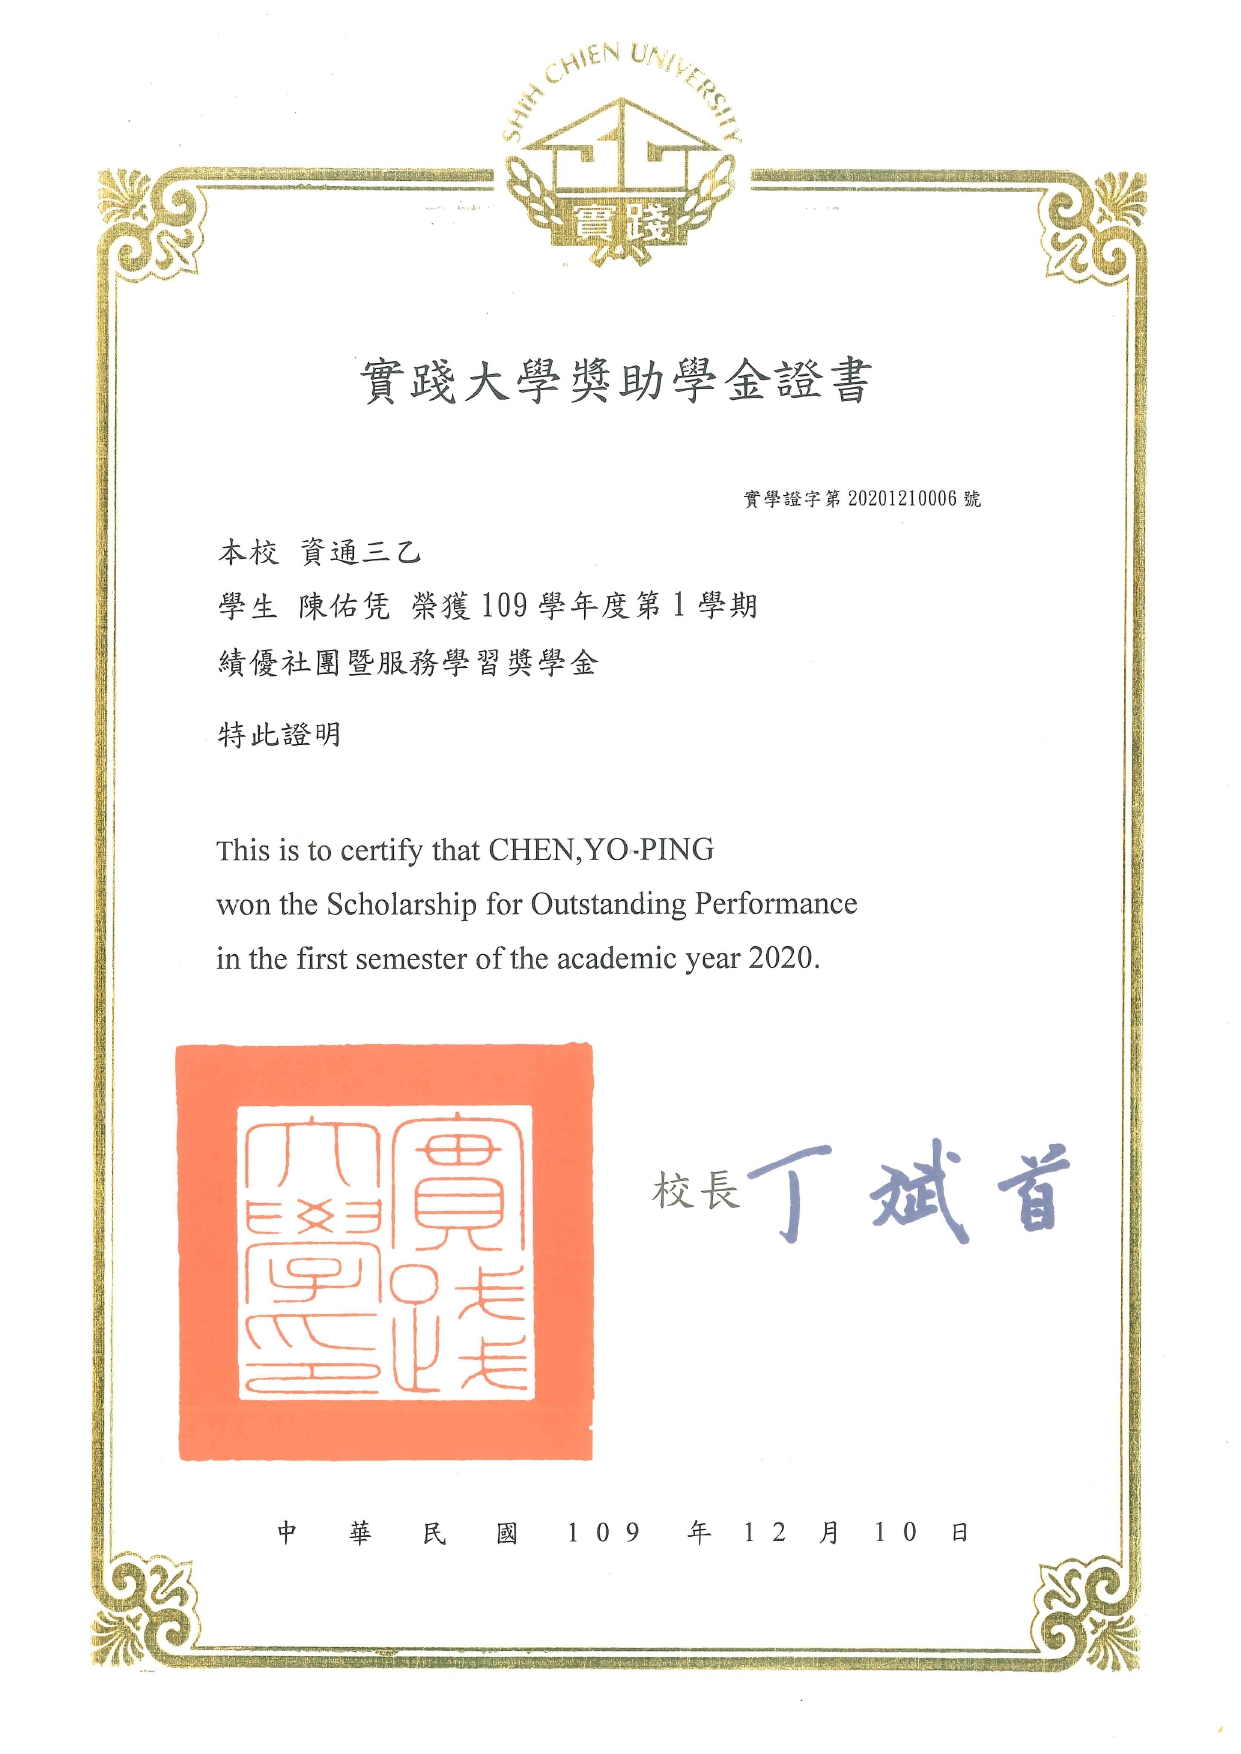 SHIH CHIEN UNIVERSITY
實踐
實踐大學獎助學金證書
實學證字第 20201210006 號
本校 資通三乙
學生 陳佑凭 榮獲 109 學年度第 1 學期
績優社團暨服務學習獎學金
特此證明
This is to certify that CHEN,YO-PING
won the Scholarship for Outstanding Performance
in the first semester of the academic year 2020.
實踐
大學印
校長 丁斌首
中 華 民 國 109 年 12 月 10 日